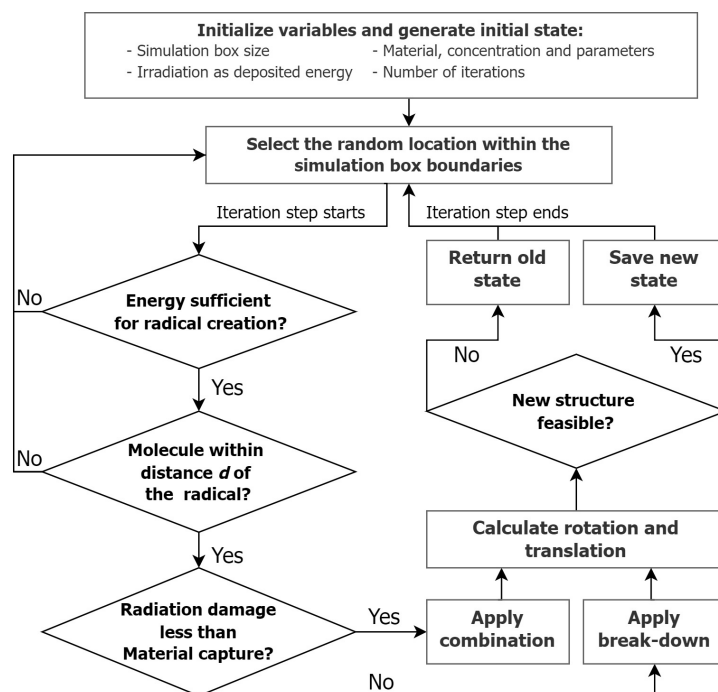 Initialize variables and generate initial state:
- Simulation box size
- Material, concentration and parameters
- Irradiation as deposited energy
- Number of iterations
Select the random location within the
simulation box boundaries
Iteration step starts
Iteration step ends
Return old
state
Save new
state
No
Energy sufficient
for radical creation?
No
Yes
Yes
New structure
feasible?
No
Molecule within
distance d of
the radical?
Calculate rotation and
translation
Yes
Radiation damage
less than
Material capture?
Yes
Apply
combination
Apply
break-down
No